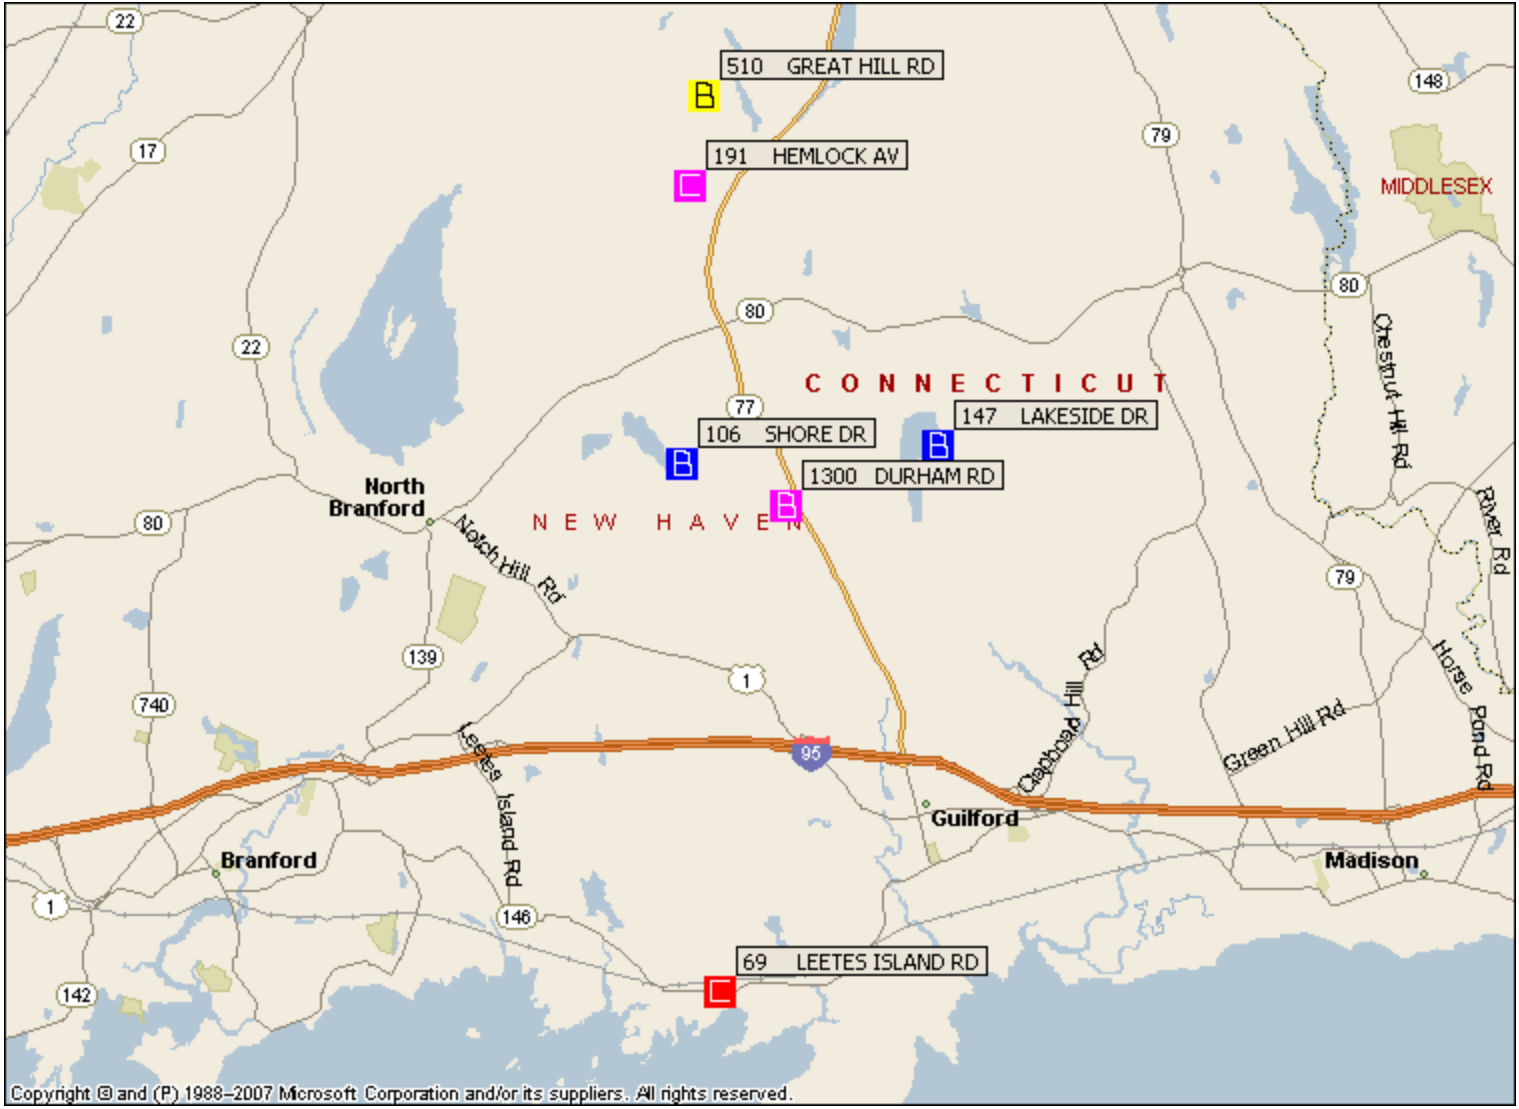 22
510 GREAT HILL RD
B
148
79
17
191 HEMLOCK AV
C
MIDDLESEX
80
80
Chestnut Hill Rd
22
CONNECTICUT
77
147 LAKESIDE DR
B
106 SHORE DR
B
1300 DURHAM RD
B
North
Branford
NEW HAVEN
80
Notch Hill Rd
River Rd
79
139
1
Clapboard Hill Rd
Horse Pond Rd
740
Green Hill Rd
Leetes Island Rd
95
Guilford
Branford
Madison
1
146
69 LEETES ISLAND RD
C
142
Copyright © and (P) 1988–2007 Microsoft Corporation and/or its suppliers. All rights reserved.